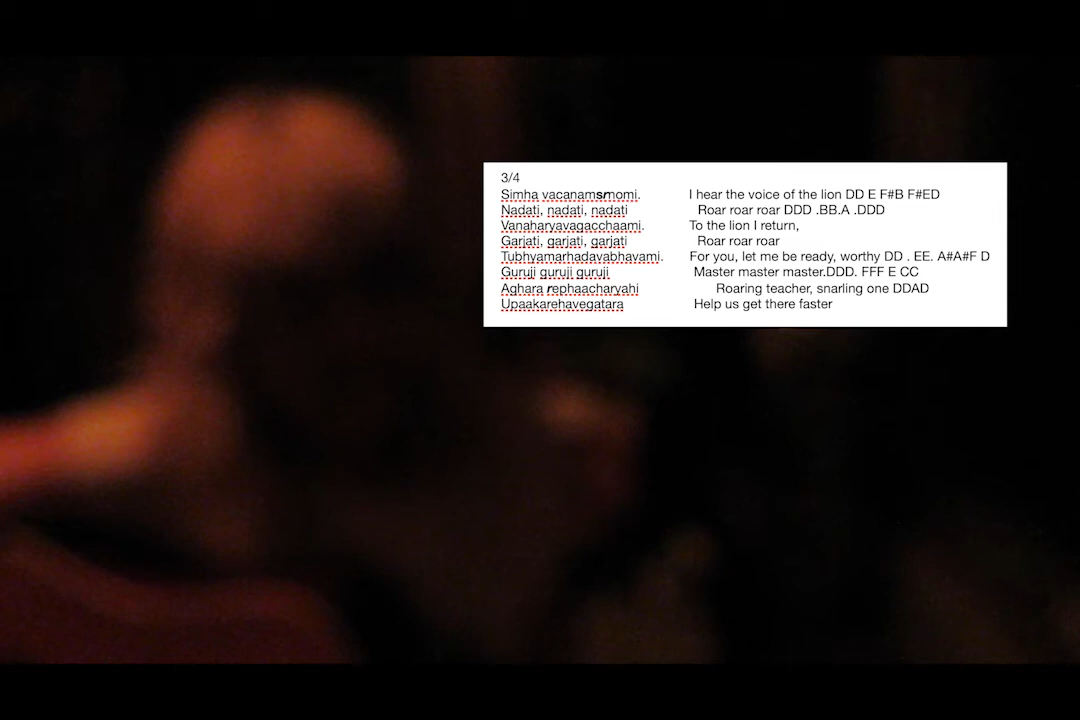 3/4
Simha vacanamsrnomi. I hear the voice of the lion DD E F#B F#ED
Nadati, nadati, nadati Roar roar roar DDD .BB.A .DDD
Vanaharyavagacchaami. To the lion I return,
Garjati, garjati, garjati Roar roar roar
Tubhyamarhadavabhavami. For you, let me be ready, worthy DD . EE. A#A#F D
Guruji guruji guruji Master master master.DDD. FFF E CC
Aghara rephaacharyahi Roaring teacher, snarling one DDAD
Upaakarehavegatara Help us get there faster